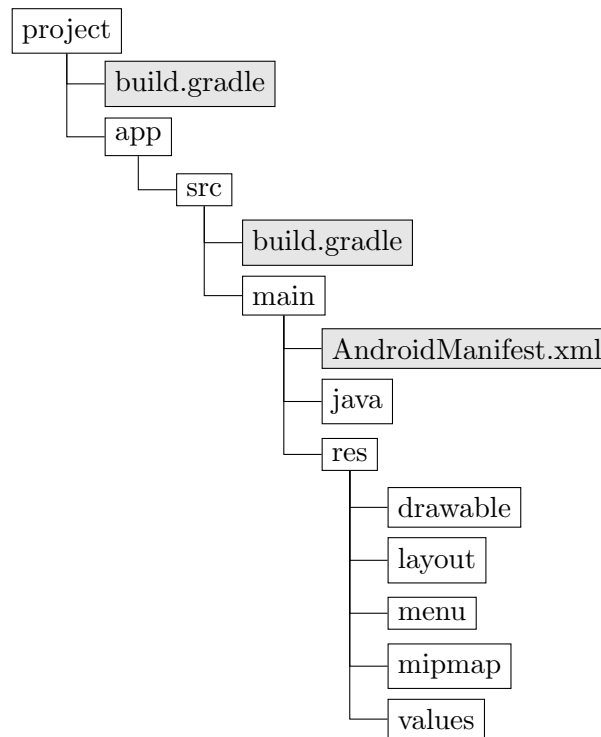 project
build.gradle
app
src
build.gradle
main
AndroidManifest.xml
java
res
drawable
layout
menu
mipmap
values